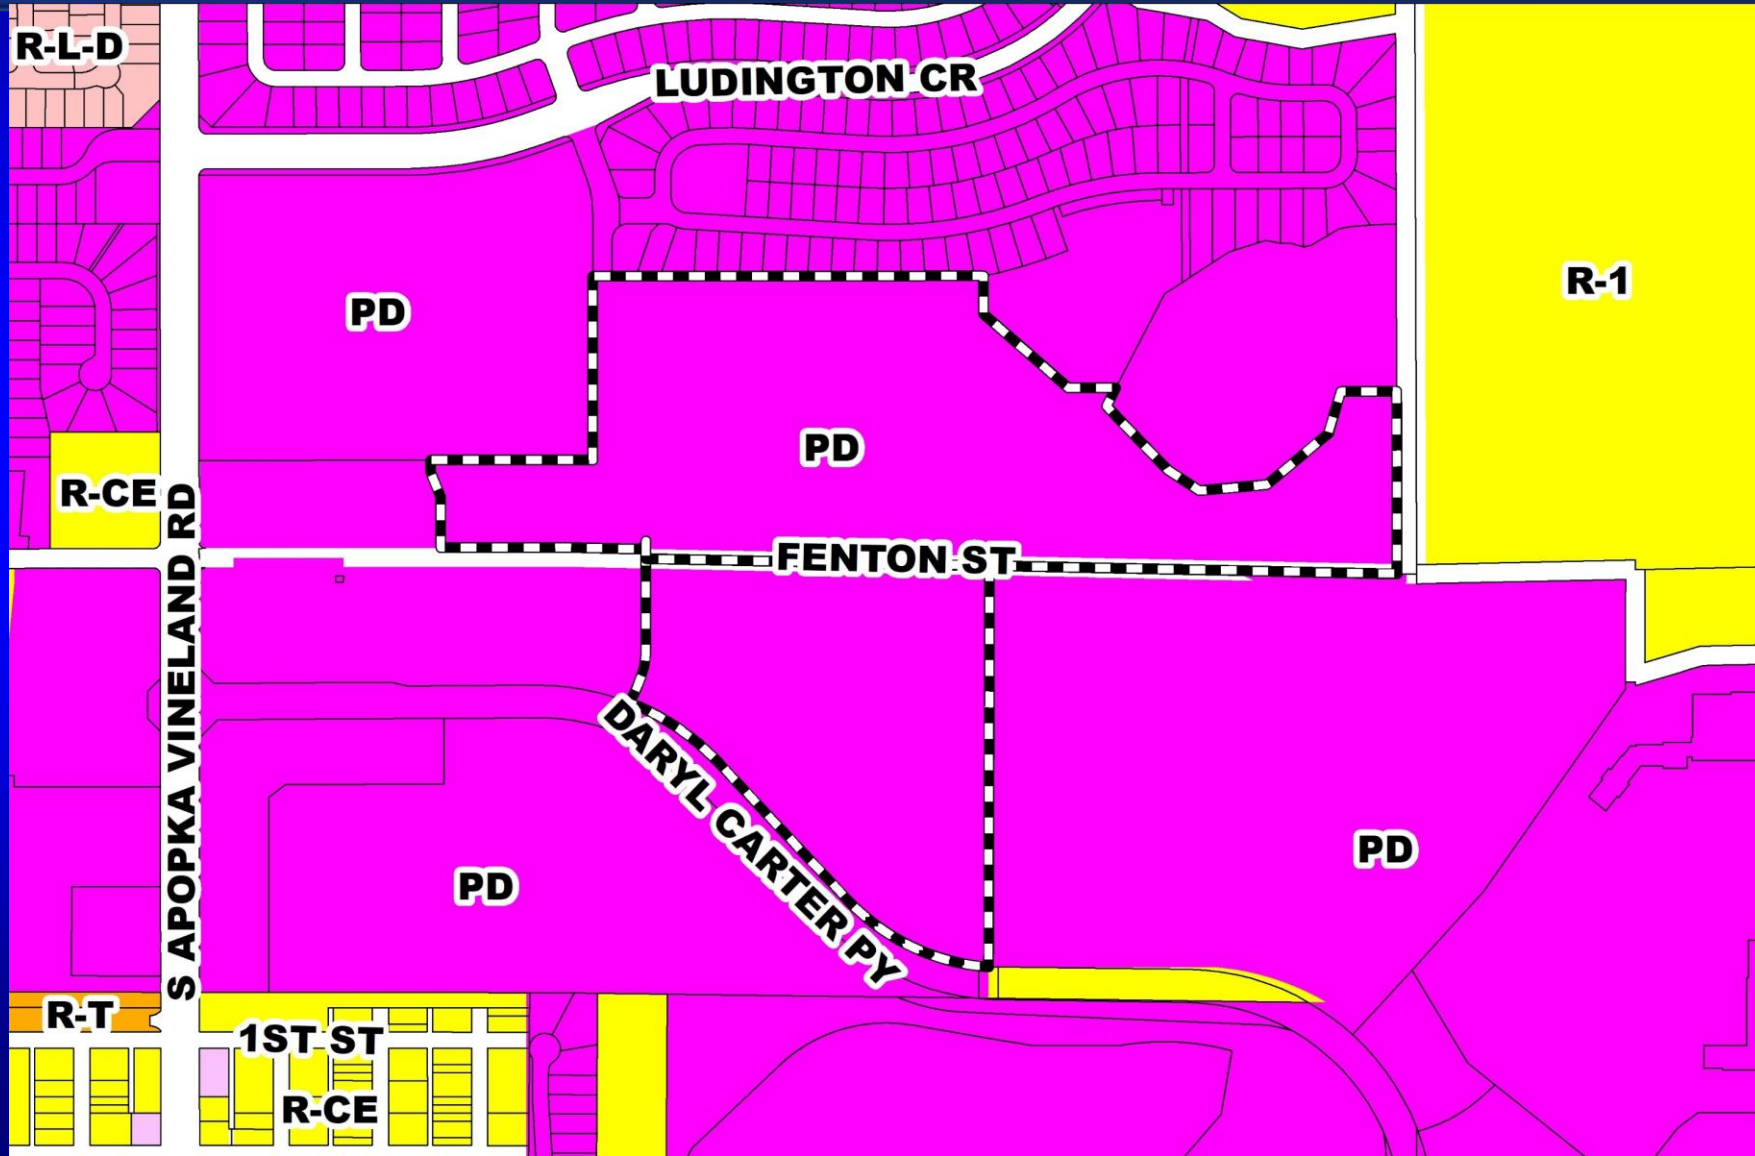 R-L-D
LUDINGTON CR
R-1
PD
PD
R-CE
S APOPKA VINELAND RD
FENTON ST
DARYL CARTER PY
PD
PD
R-T
1ST ST
R-CE